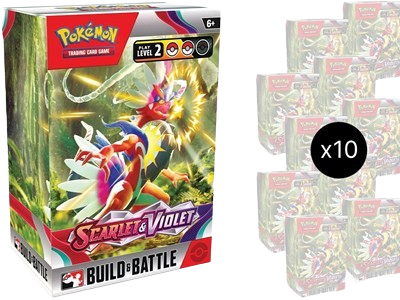 6+
Pokémon
TRADING CARD GAME
PLAY
LEVEL 2
SCARLET & VIOLET
BUILD & BATTLE
x10